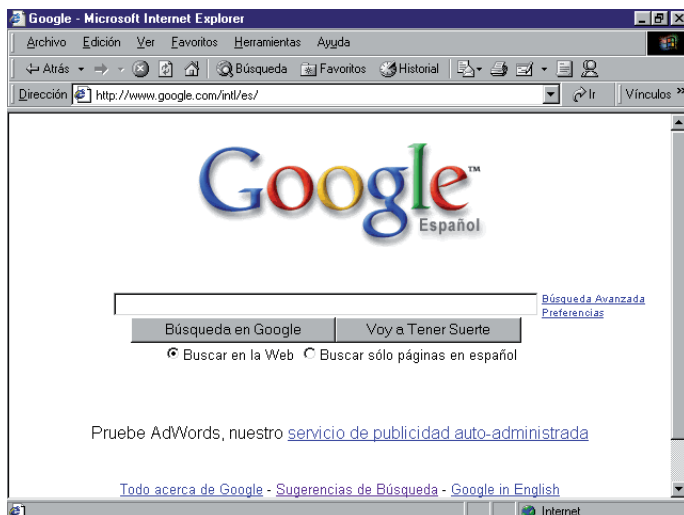 Google - Microsoft Internet Explorer
Archivo Edición Ver Favoritos Herramientas Ayuda
Atrás Búsqueda Favoritos Historial
Dirección http://www.google.com/intl/es/ Ir Vínculos »
Google™
Español
Búsqueda Avanzada
Preferencias
Búsqueda en Google Voy a Tener Suerte
Buscar en la Web Buscar sólo páginas en español
Pruebe AdWords, nuestro servicio de publicidad auto-administrada
Todo acerca de Google - Sugerencias de Búsqueda - Google in English
Internet